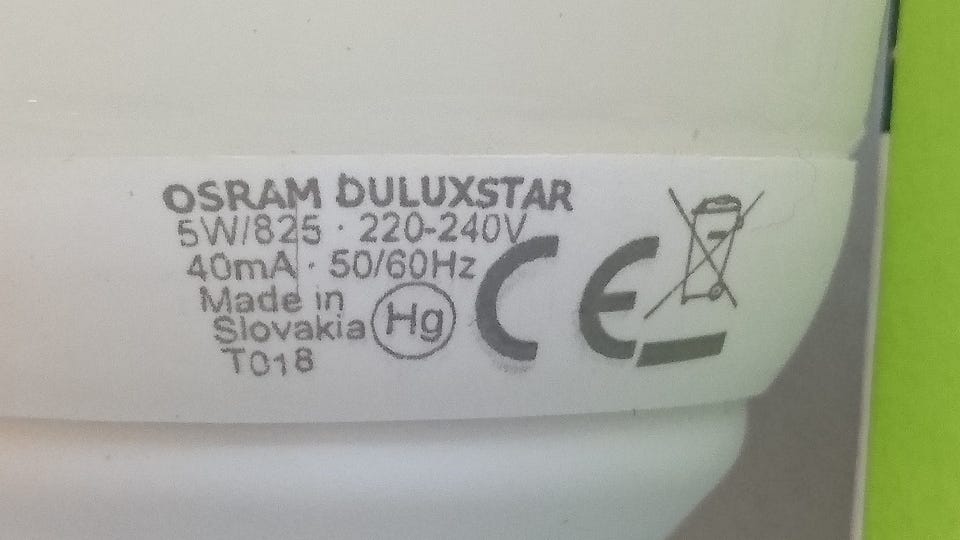 OSRAM DULUXSTAR
5W/825 · 220-240V
40mA · 50/60Hz
Made in
Slovakia
T018
Hg
CE